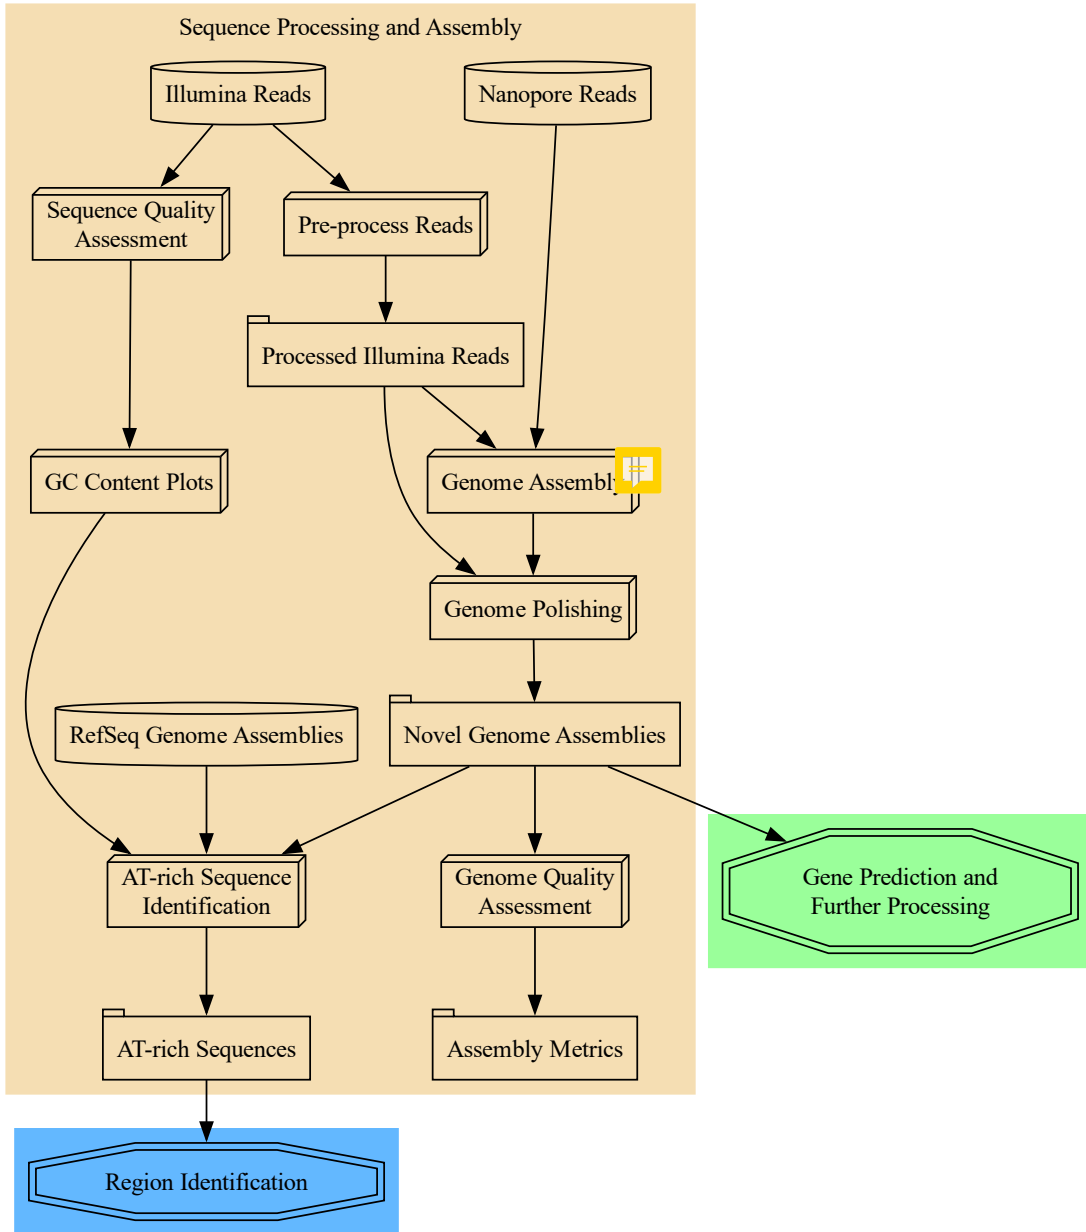 Sequence Processing and Assembly
Illumina Reads
Nanopore Reads
Sequence Quality
Assessment
Pre-process Reads
Processed Illumina Reads
GC Content Plots
Genome Assembly
Genome Polishing
RefSeq Genome Assemblies
Novel Genome Assemblies
AT-rich Sequence
Identification
Genome Quality
Assessment
Gene Prediction and
Further Processing
AT-rich Sequences
Assembly Metrics
Region Identification